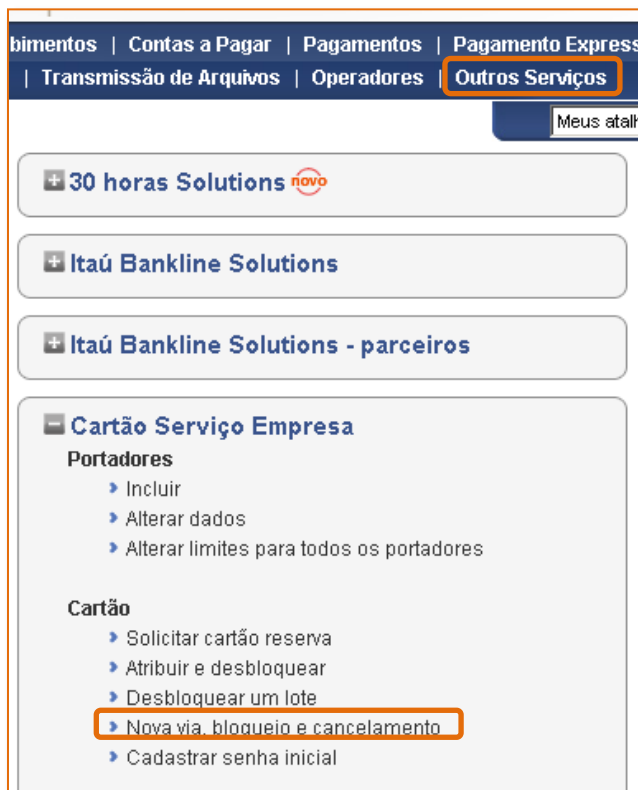 bimentos | Contas a Pagar | Pagamentos | Pagamento Express
| Transmissão de Arquivos | Operadores | Outros Serviços
Meus atalh
30 horas Solutions novo
Itaú Bankline Solutions
Itaú Bankline Solutions - parceiros
Cartão Serviço Empresa
Portadores
Incluir
Alterar dados
Alterar limites para todos os portadores
Cartão
Solicitar cartão reserva
Atribuir e desbloquear
Desbloquear um lote
Nova via, bloqueio e cancelamento
Cadastrar senha inicial